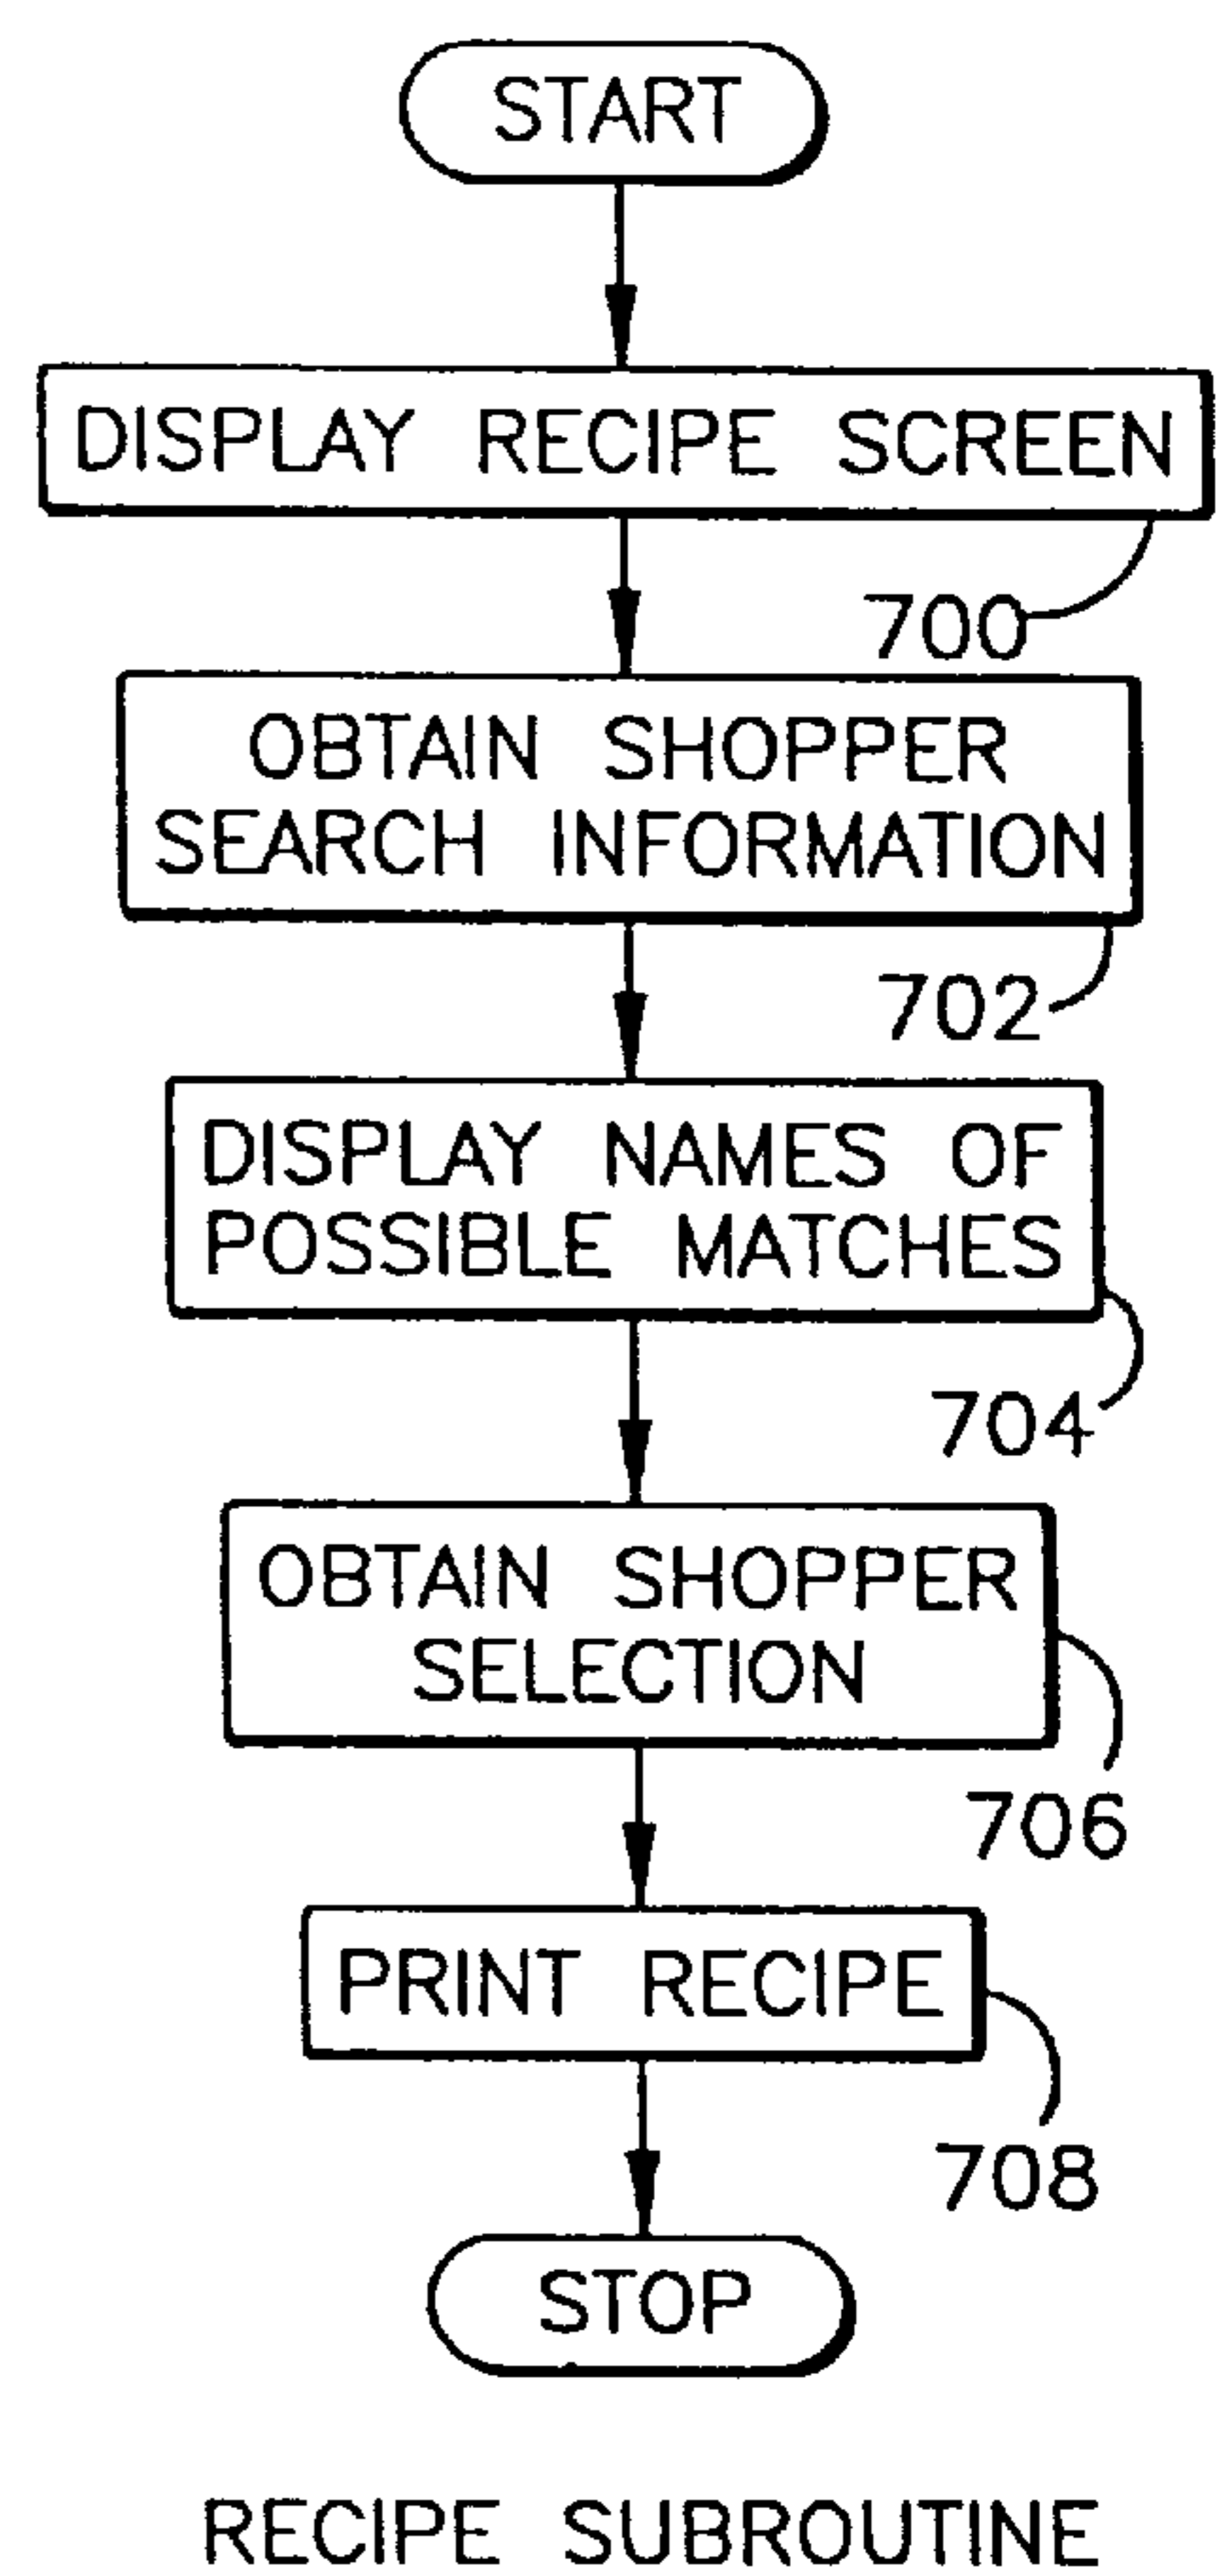 START
DISPLAY RECIPE SCREEN
700
OBTAIN SHOPPER
SEARCH INFORMATION
702
DISPLAY NAMES OF
POSSIBLE MATCHES
704
OBTAIN SHOPPER
SELECTION
706
PRINT RECIPE
708
STOP
RECIPE SUBROUTINE